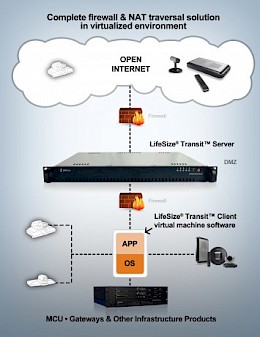 Complete firewall & NAT traversal solution
in virtualized environment
OPEN
INTERNET
Firewall
LifeSize® Transit™ Server
DMZ
Firewall
LifeSize® Transit™ Client
virtual machine software
APP
OS
MCU • Gateways & Other Infrastructure Products